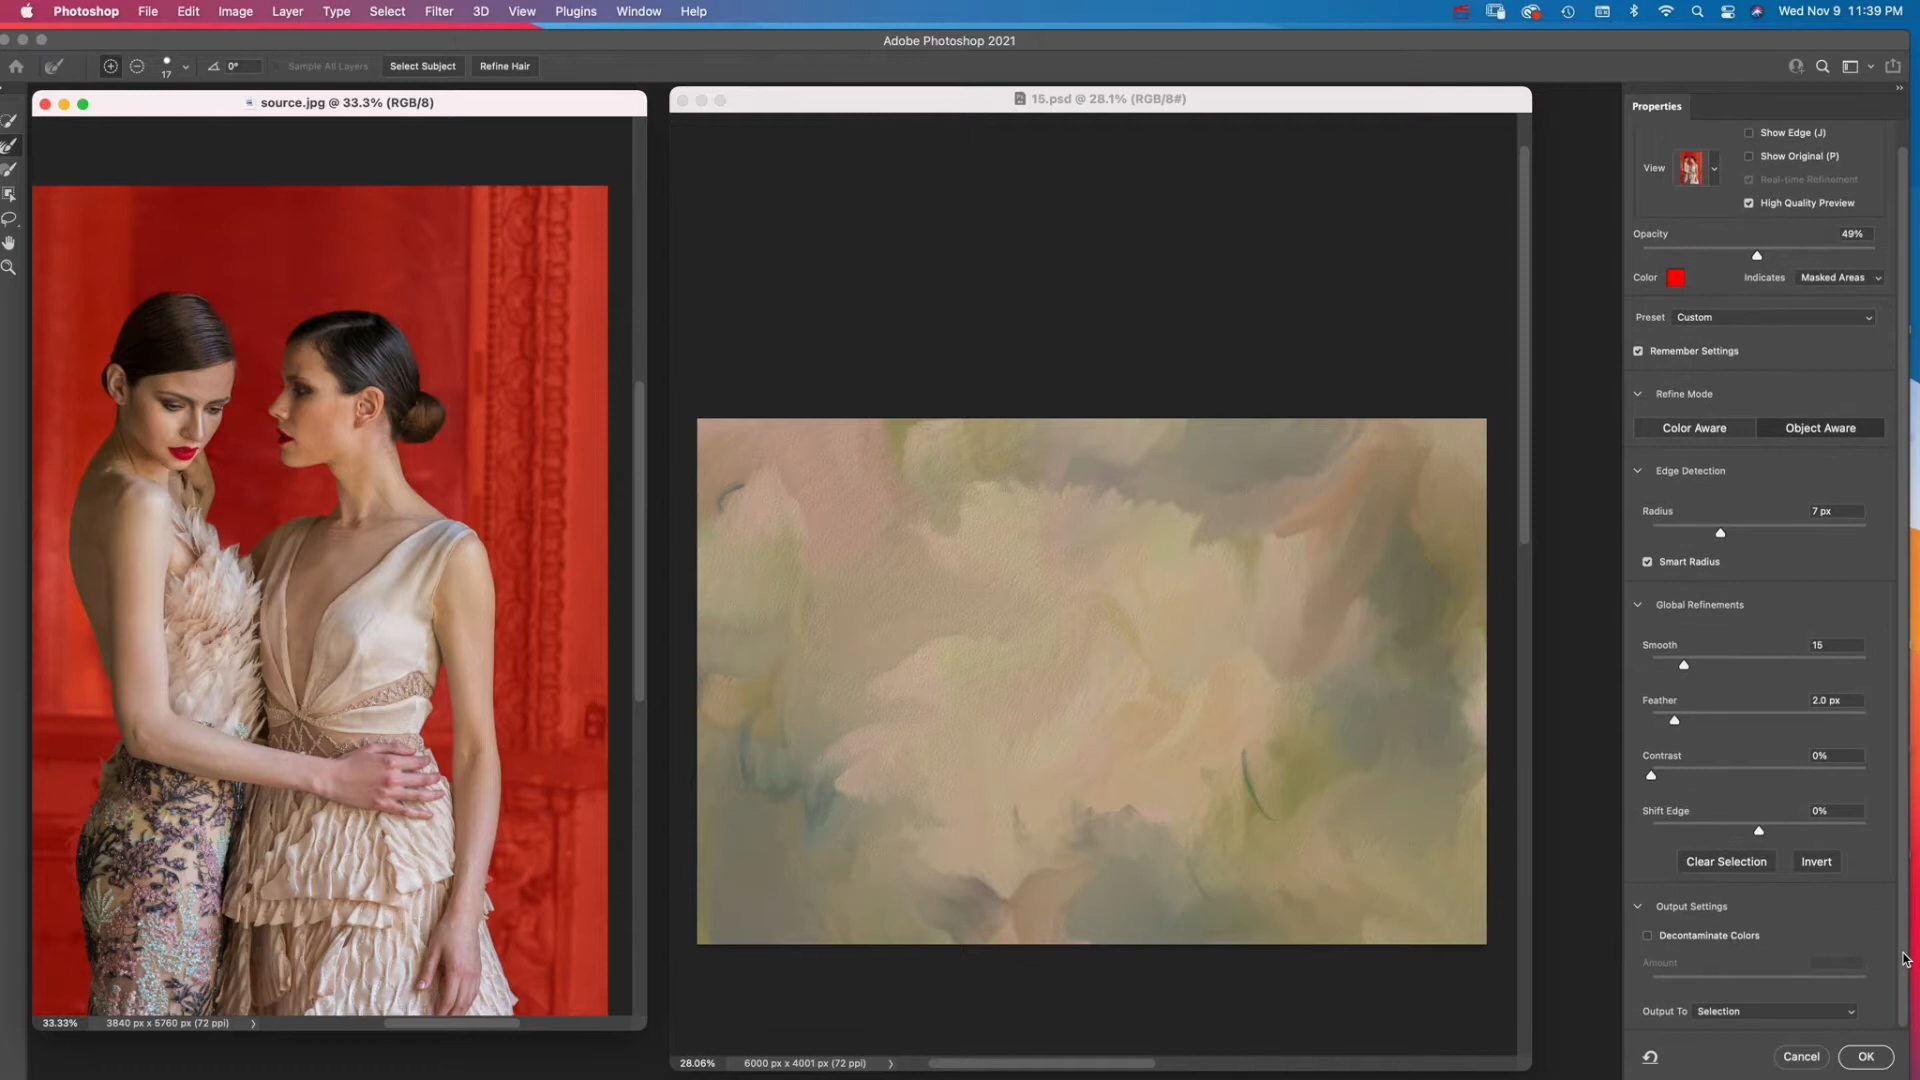 Photoshop File Edit Image Layer Type Select Filter 3D View Plugins Window Help Wed Nov 9 11:39 PM
Adobe Photoshop 2021
17 0° Sample All Layers Select Subject Refine Hair
source.jpg @ 33.3% (RGB/8)
33.33% 3840 px x 5760 px (72 ppi)
15.psd @ 28.1% (RGB/8#)
28.06% 6000 px x 4001 px (72 ppi)
Properties
Show Edge (J)
View Show Original (P)
Real-time Refinement
High Quality Preview
Opacity 49%
Color Indicates Masked Areas
Preset Custom
Remember Settings
Refine Mode
Color Aware Object Aware
Edge Detection
Radius 7 px
Smart Radius
Global Refinements
Smooth 15
Feather 2.0 px
Contrast 0%
Shift Edge 0%
Clear Selection Invert
Output Settings
Decontaminate Colors
Amount
Output To Selection
Cancel OK